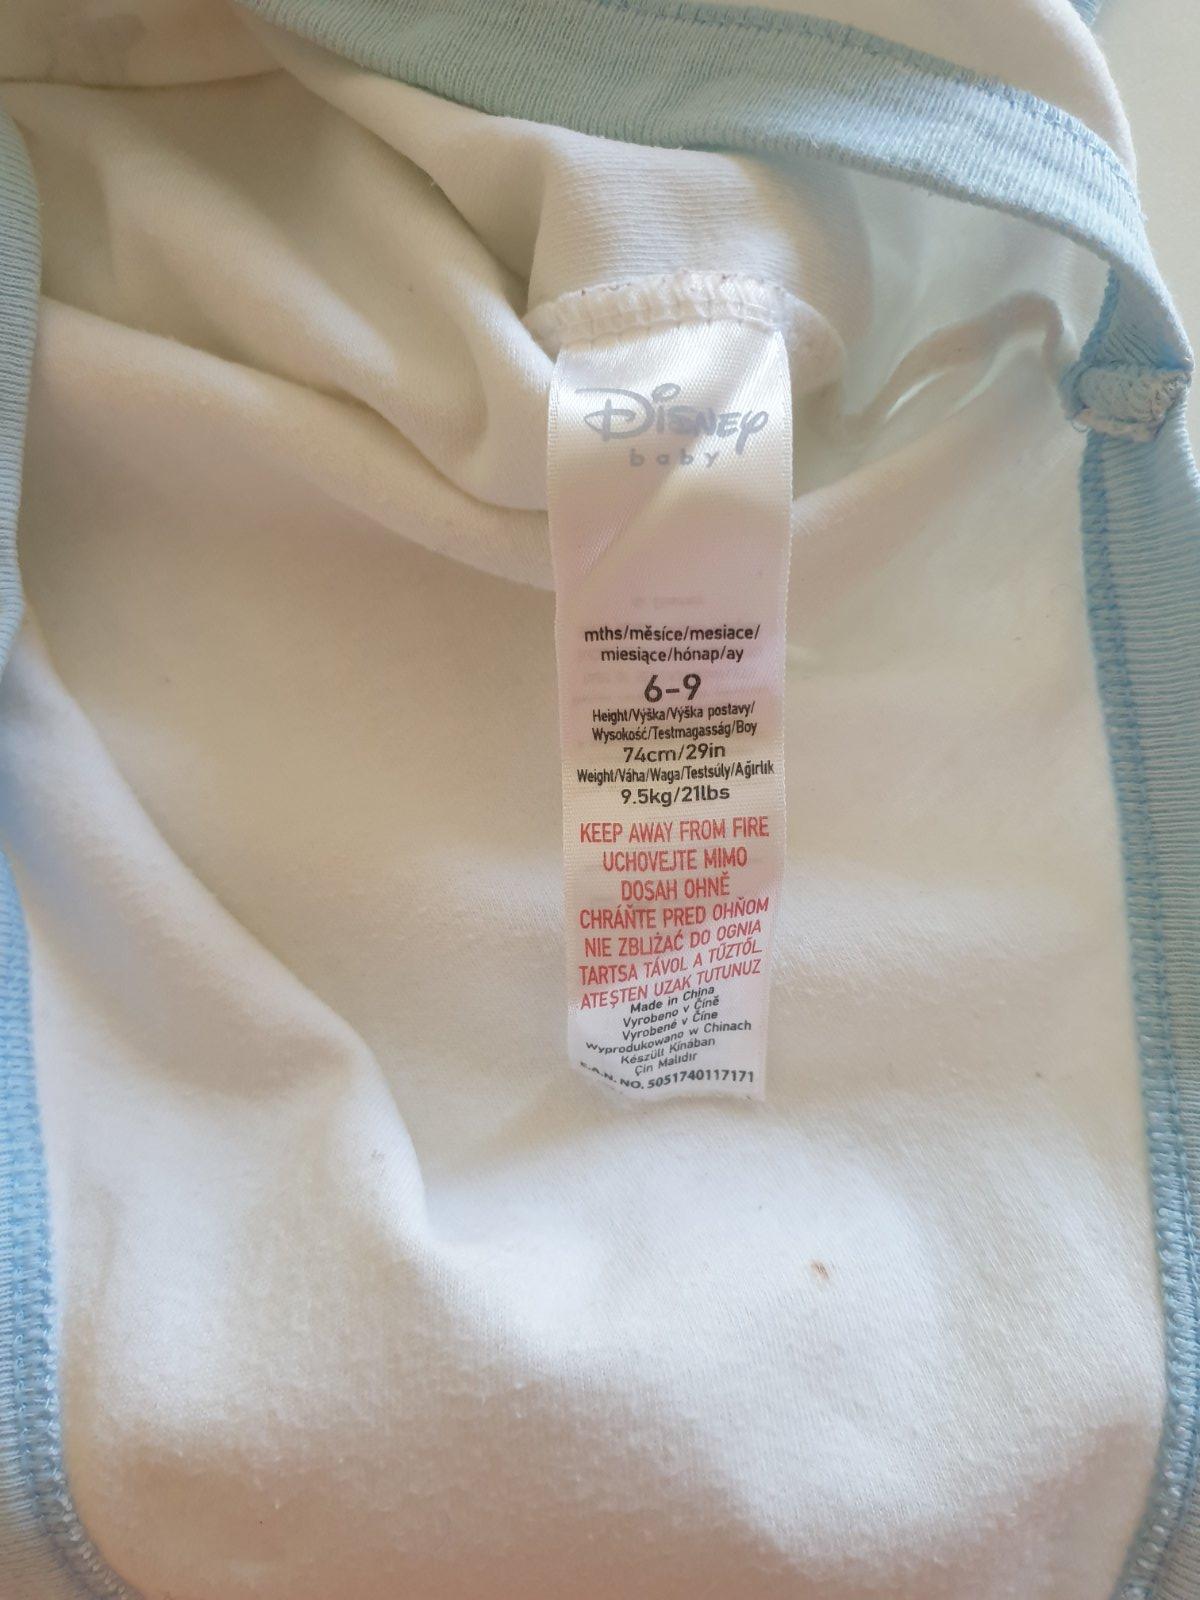 Disney
baby
mths/měsíce/mesiace/
miesiące/hónap/ay
6-9
Height/Výška/Výška postavy/
Wysokość/Testmagasság/Boy
74cm/29in
Weight/Váha/Waga/Testsúly/Ağırlık
9.5kg/21lbs
KEEP AWAY FROM FIRE
UCHOVEJTE MIMO
DOSAH OHNĚ
CHRÁŇTE PRED OHŇOM
NIE ZBLIŻAĆ DO OGNIA
TARTSA TÁVOL A TŰZTŐL
ATEŞTEN UZAK TUTUNUZ
Made in China
Vyrobeno v Číně
Vyrobené v Číne
Wyprodukowano w Chinach
Készült Kínában
Çin Malıdır
E.A.N. NO. 5051740117171